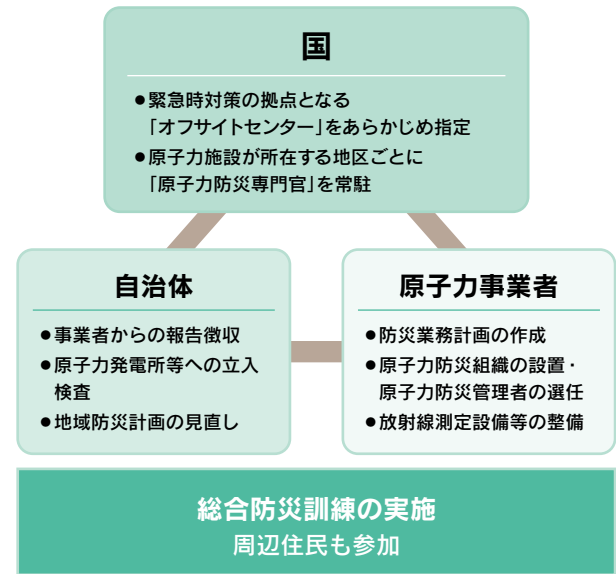 国
●緊急時対策の拠点となる
「オフサイトセンター」をあらかじめ指定
●原子力施設が所在する地区ごとに
「原子力防災専門官」を常駐
自治体
●事業者からの報告徴収
●原子力発電所等への立入
検査
●地域防災計画の見直し
原子力事業者
●防災業務計画の作成
●原子力防災組織の設置・
原子力防災管理者の選任
●放射線測定設備等の整備
総合防災訓練の実施
周辺住民も参加